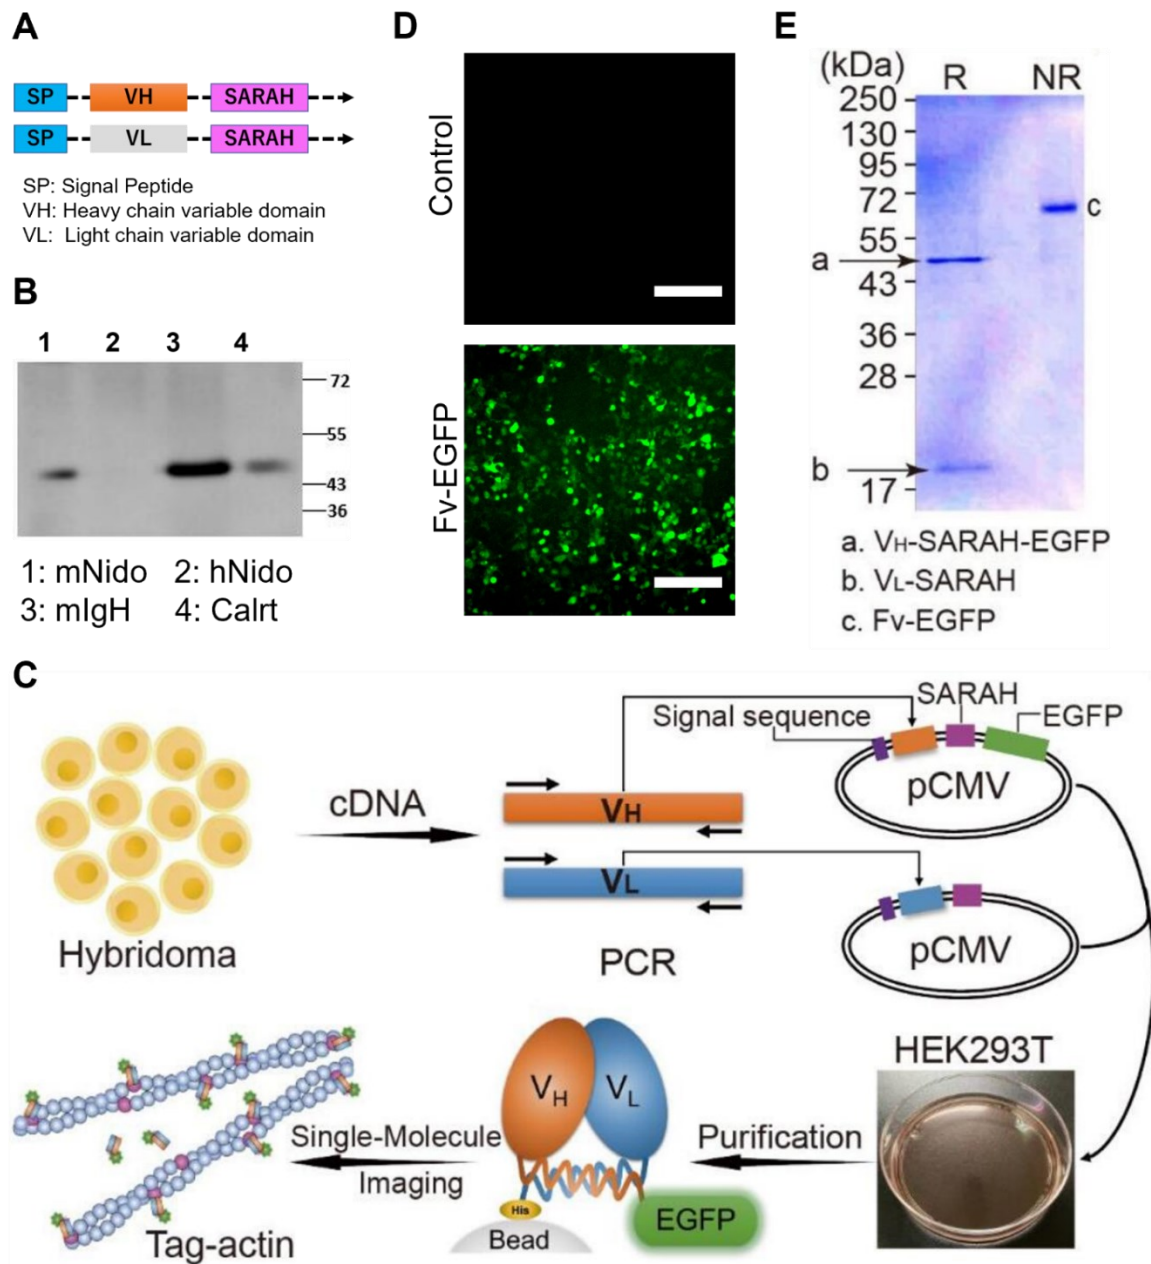 A
SP VH SARAH
SP VL SARAH
SP: Signal Peptide
VH: Heavy chain variable domain
VL: Light chain variable domain
B
1 2 3 4
72
55
43
36
1: mNido 2: hNido
3: mIgH 4: Calrt
D
Control
Fv-EGFP
E
(kDa) R NR
250
130
95
72
c
55
a
43
36
28
b
17
a. VH-SARAH-EGFP
b. VL-SARAH
c. Fv-EGFP
C
Hybridoma
cDNA
VH
VL
PCR
Signal sequence
SARAH
EGFP
pCMV
pCMV
HEK293T
Purification
VH VL
His
Bead
EGFP
Single-Molecule
Imaging
Tag-actin